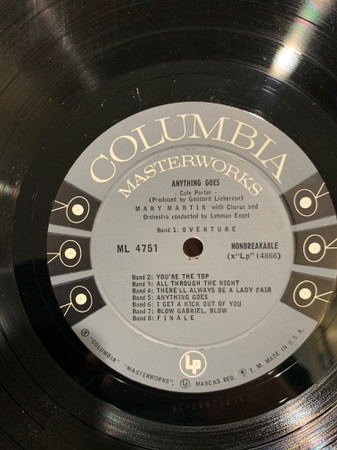 COLUMBIA
MASTERWORKS
ANYTHING GOES
- Cole Porter -
(Produced by Goddard Lieberson)
MARY MARTIN with Chorus and
Orchestra conducted by Lehman Engel
Band 1: OVERTURE
ML 4751
NONBREAKABLE
(x"Lp" 14866)
Band 2: YOU'RE THE TOP
Band 3: ALL THROUGH THE NIGHT
Band 4: THERE'LL ALWAYS BE A LADY FAIR
Band 5: ANYTHING GOES
Band 6: I GET A KICK OUT OF YOU
Band 7: BLOW GABRIEL, BLOW
Band 8: FINALE
Lp
"COLUMBIA" "MASTERWORKS", MARCAS REG. T. M. MADE IN U.S.A.